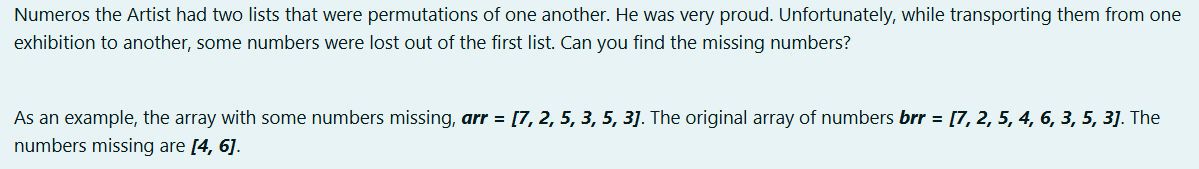 Numeros the Artist had two lists that were permutations of one another. He was very proud. Unfortunately, while transporting them from one
exhibition to another, some numbers were lost out of the first list. Can you find the missing numbers?
As an example, the array with some numbers missing, arr = [7, 2, 5, 3, 5, 3]. The original array of numbers brr = [7, 2, 5, 4, 6, 3, 5, 3]. The
numbers missing are [4, 6].